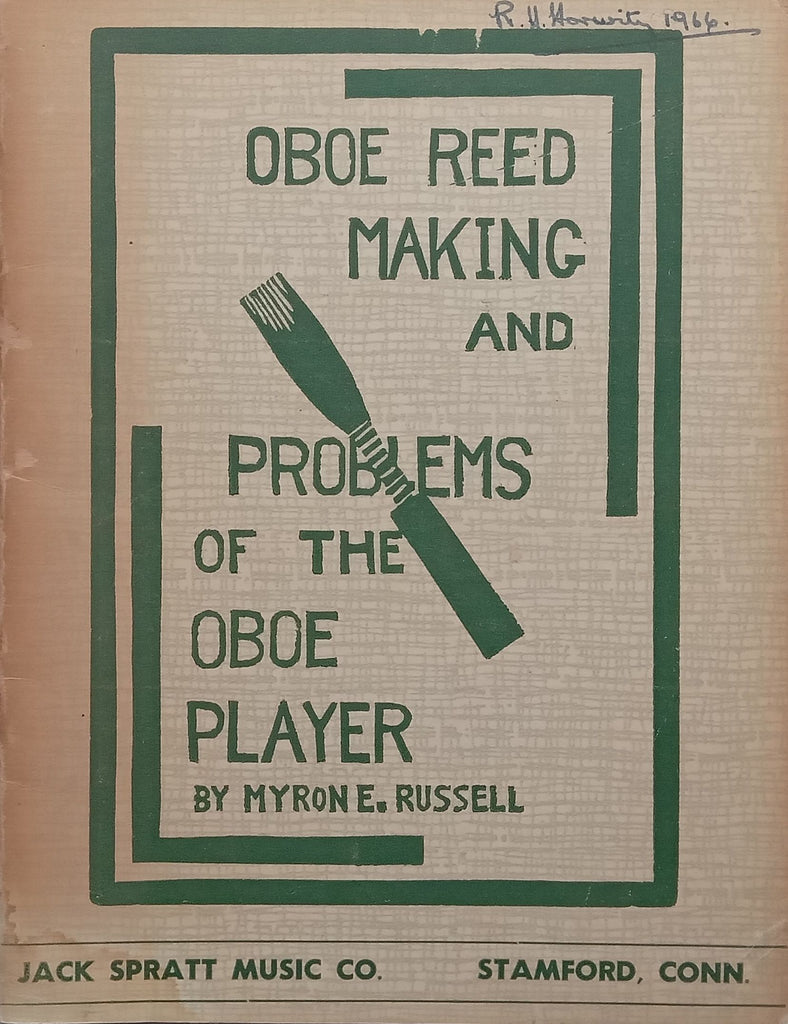 R. H. Horwitz 1966.
OBOE REED
MAKING
AND
PROBLEMS
OF THE
OBOE
PLAYER
BY MYRON E. RUSSELL
JACK SPRATT MUSIC CO. STAMFORD, CONN.